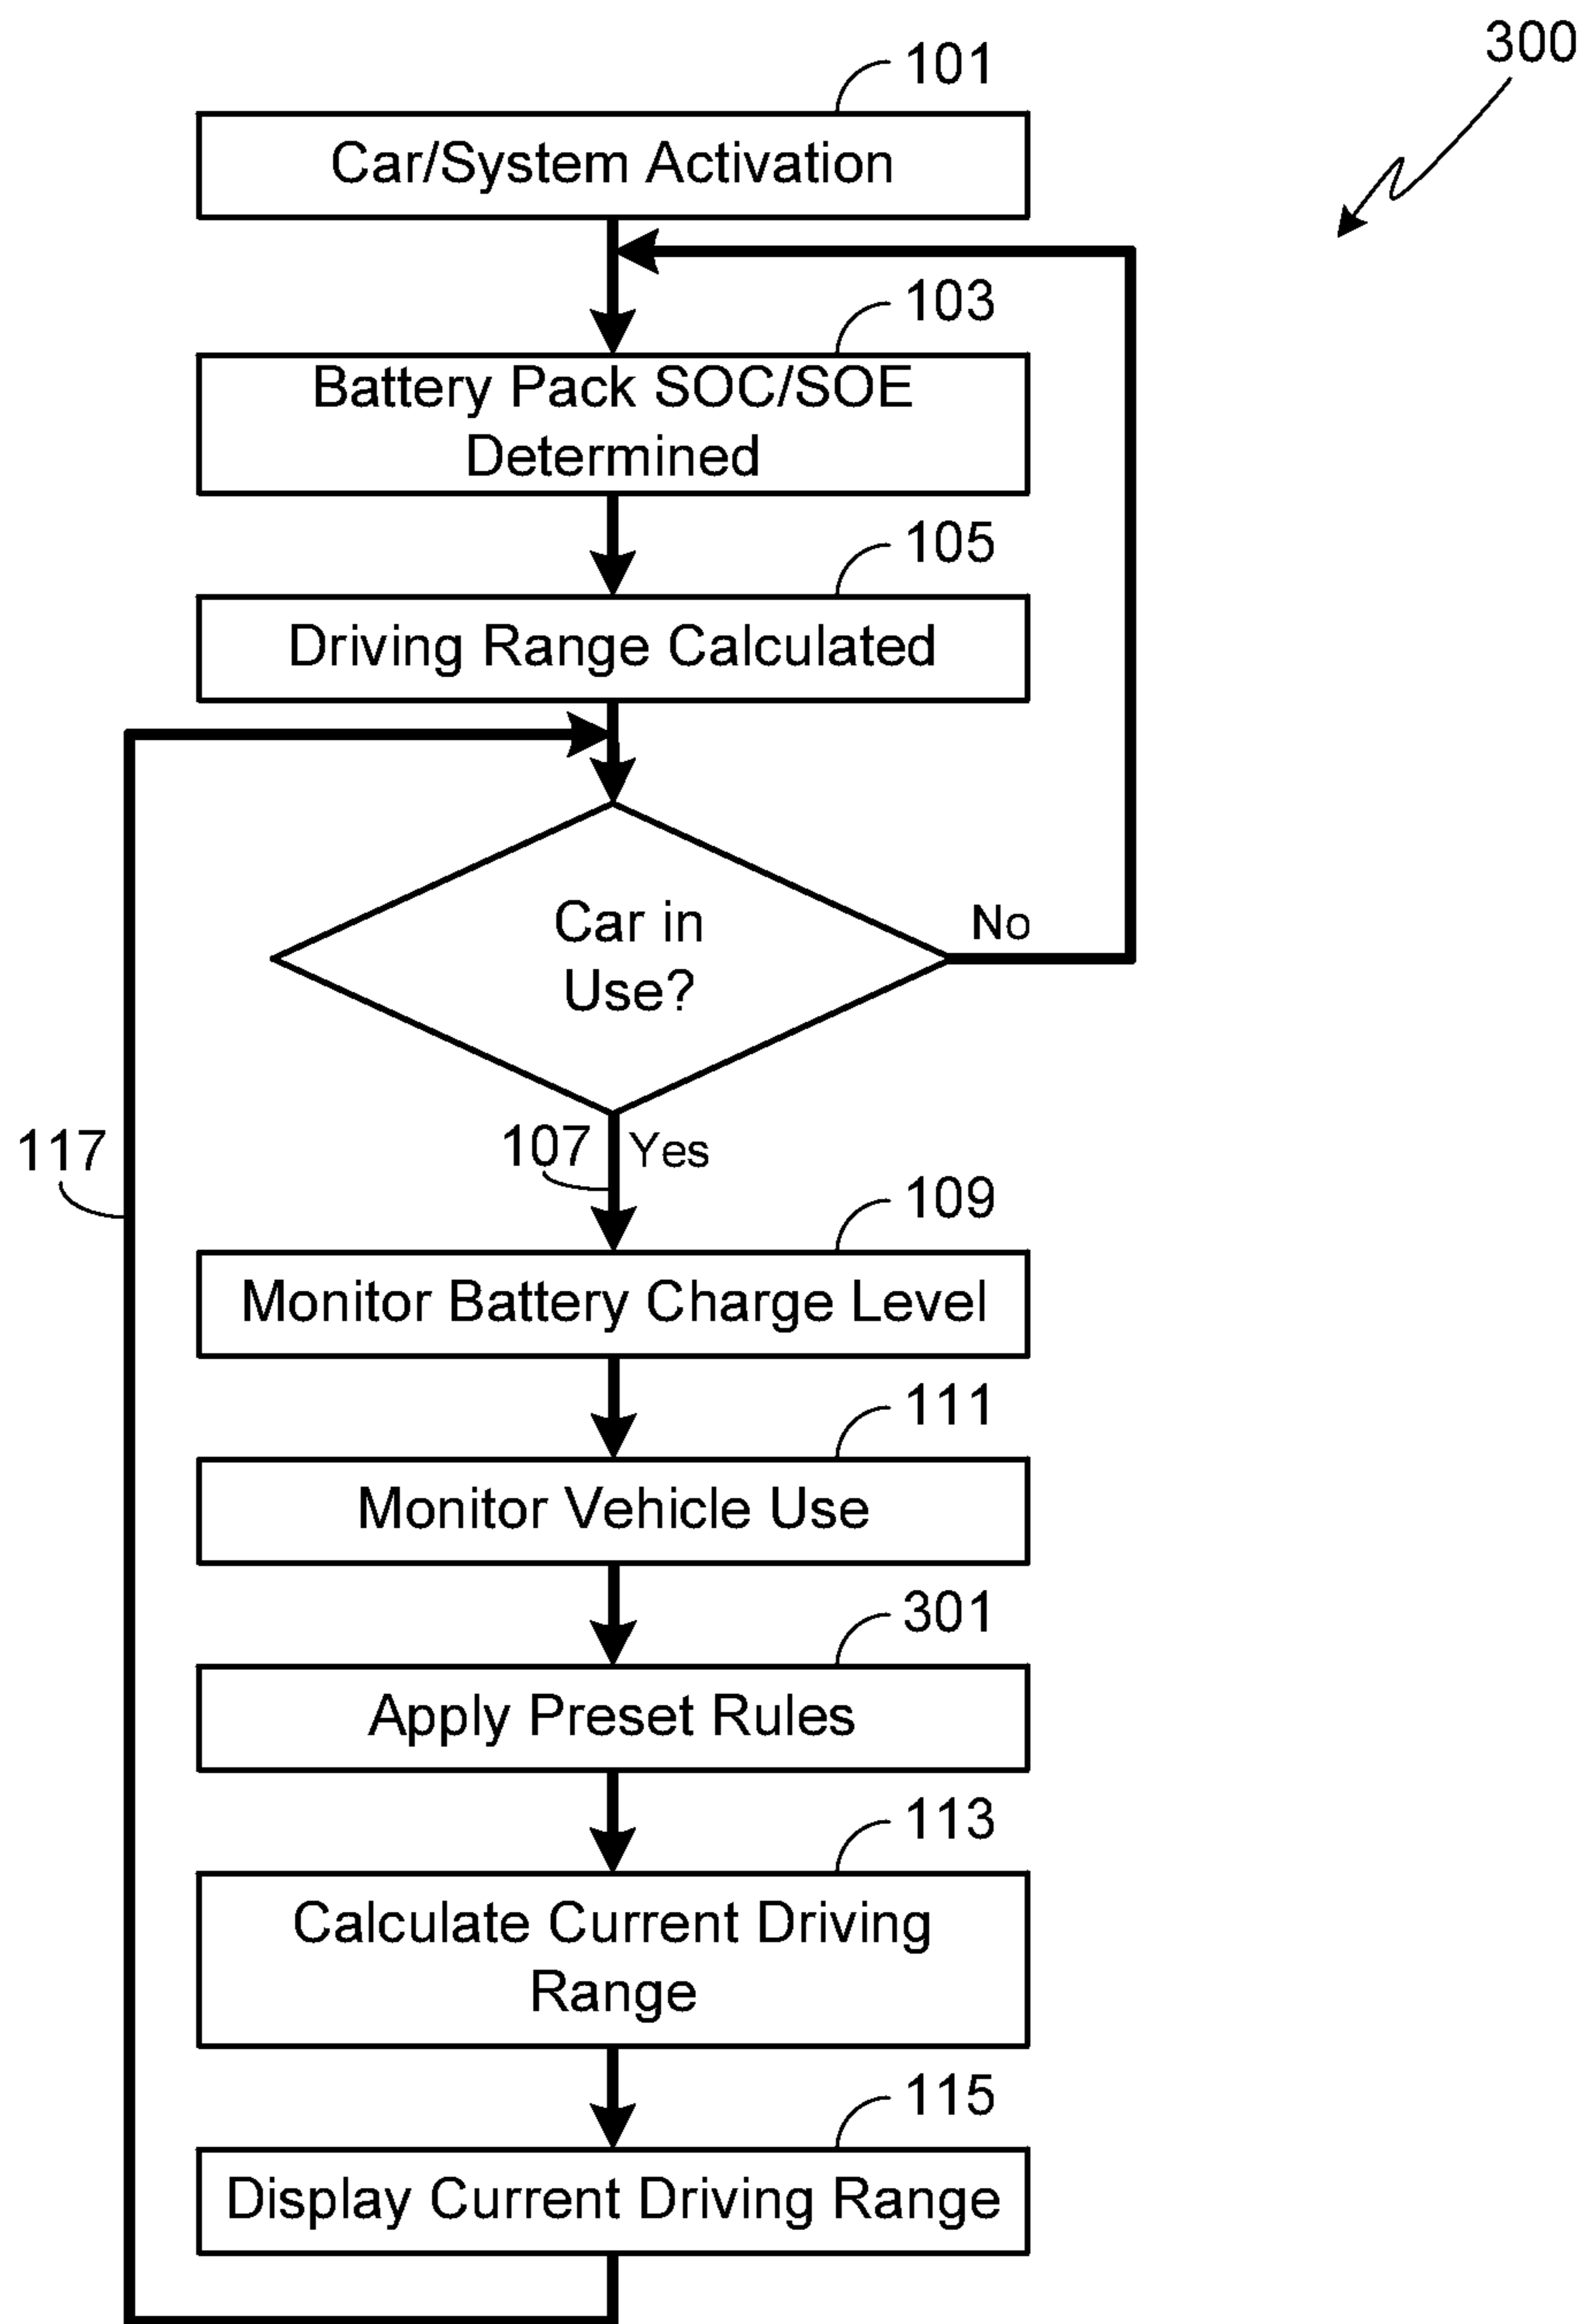 300
101
Car/System Activation
103
Battery Pack SOC/SOE
Determined
105
Driving Range Calculated
Car in
Use?
No
117
107
Yes
109
Monitor Battery Charge Level
111
Monitor Vehicle Use
301
Apply Preset Rules
113
Calculate Current Driving
Range
115
Display Current Driving Range